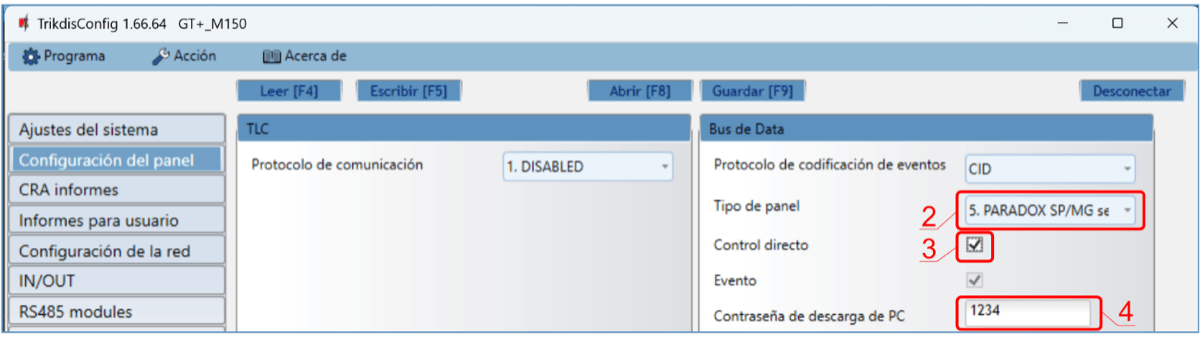 TrikdisConfig 1.66.64 GT+_M150
Programa Acción Acerca de
Leer [F4] Escribir [F5] Abrir [F8] Guardar [F9] Desconectar
Ajustes del sistema
Configuración del panel
CRA informes
Informes para usuario
Configuración de la red
IN/OUT
RS485 modules
TLC
Protocolo de comunicación 1. DISABLED
Bus de Data
Protocolo de codificación de eventos CID
Tipo de panel 2 5. PARADOX SP/MG se
Control directo 3
Evento
Contraseña de descarga de PC 1234 4